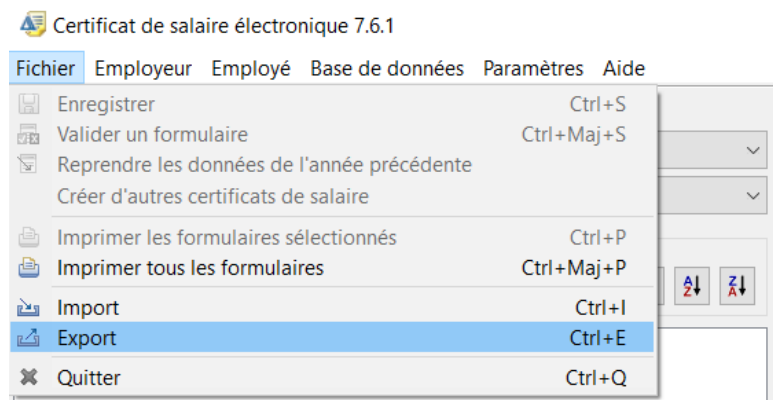 Certificat de salaire électronique 7.6.1
Fichier Employeur Employé Base de données Paramètres Aide
Enregistrer Ctrl+S
Valider un formulaire Ctrl+Maj+S
Reprendre les données de l'année précédente
Créer d'autres certificats de salaire
Imprimer les formulaires sélectionnés Ctrl+P
Imprimer tous les formulaires Ctrl+Maj+P
Import Ctrl+I
Export Ctrl+E
Quitter Ctrl+Q
A Z Z A